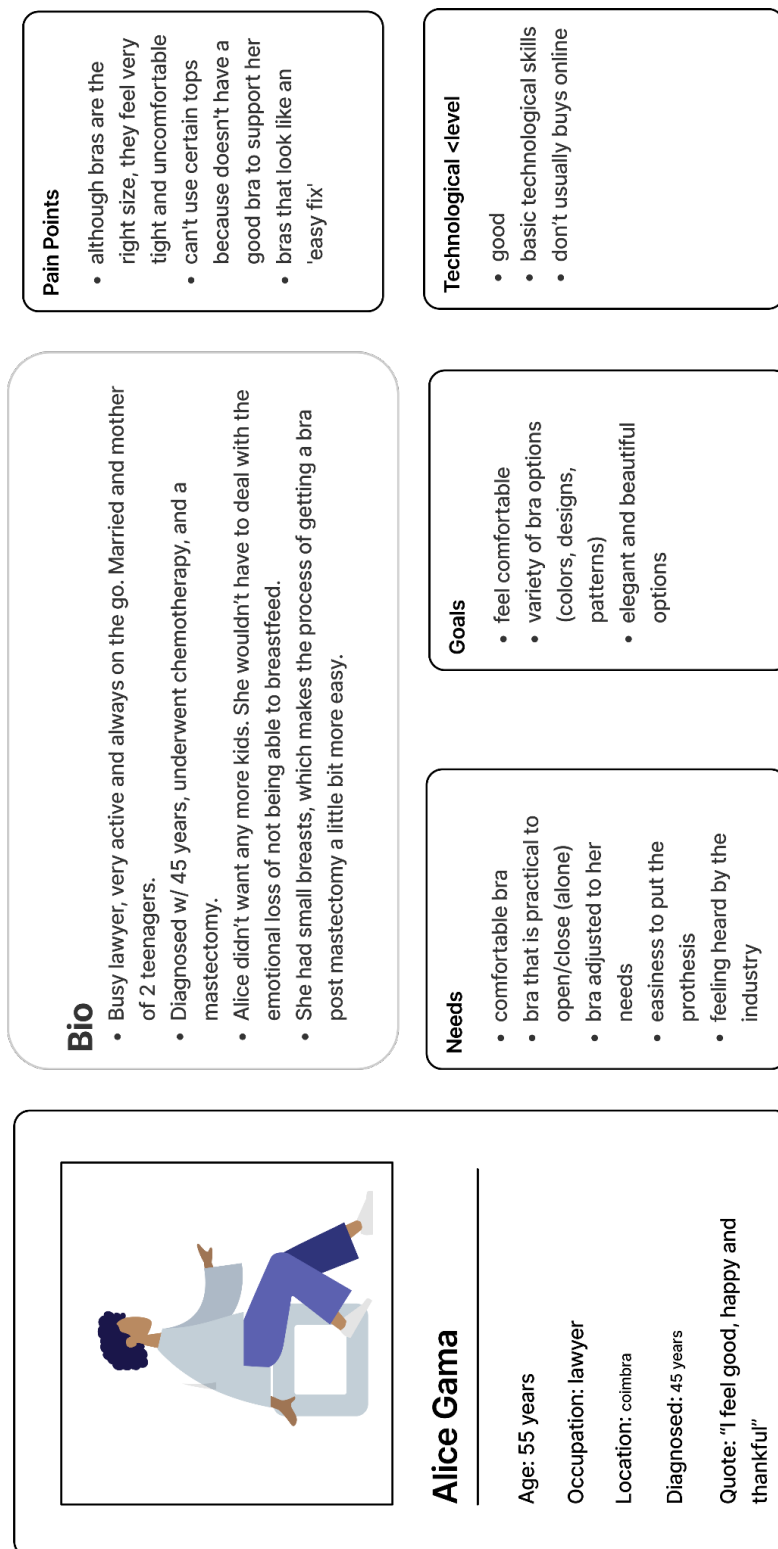 Alice Gama
Age: 55 years
Occupation: lawyer
Location: coimbra
Diagnosed: 45 years
Quote: “I feel good, happy and
thankful”
Bio
• Busy lawyer, very active and always on the go. Married and mother
of 2 teenagers.
• Diagnosed w/ 45 years, underwent chemotherapy, and a
mastectomy.
• Alice didn't want any more kids. She wouldn't have to deal with the
emotional loss of not being able to breastfeed.
• She had small breasts, which makes the process of getting a bra
post mastectomy a little bit more easy.
Pain Points
• although bras are the
right size, they feel very
tight and uncomfortable
• can't use certain tops
because doesn't have a
good bra to support her
• bras that look like an
'easy fix'
Needs
• comfortable bra
• bra that is practical to
open/close (alone)
• bra adjusted to her
needs
• easiness to put the
prothesis
• feeling heard by the
industry
Goals
• feel comfortable
• variety of bra options
(colors, designs,
patterns)
• elegant and beautiful
options
Technological <level
• good
• basic technological skills
• don't usually buys online